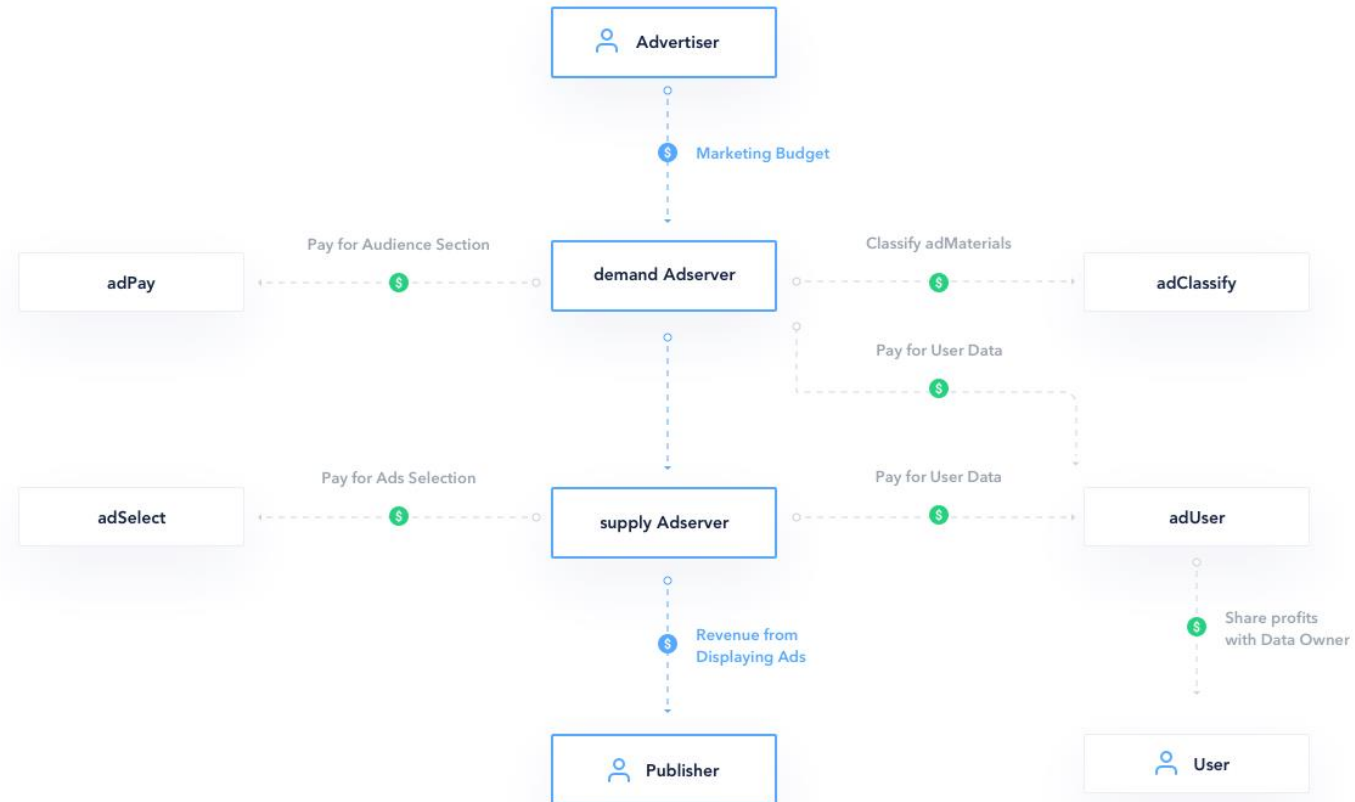 Advertiser
$ Marketing Budget
Pay for Audience Section
Classify adMaterials
adPay
$
demand Adserver
$
adClassify
Pay for User Data
$
Pay for Ads Selection
Pay for User Data
adSelect
$
supply Adserver
$
adUser
$ Revenue from
Displaying Ads
$ Share profits
with Data Owner
Publisher
User